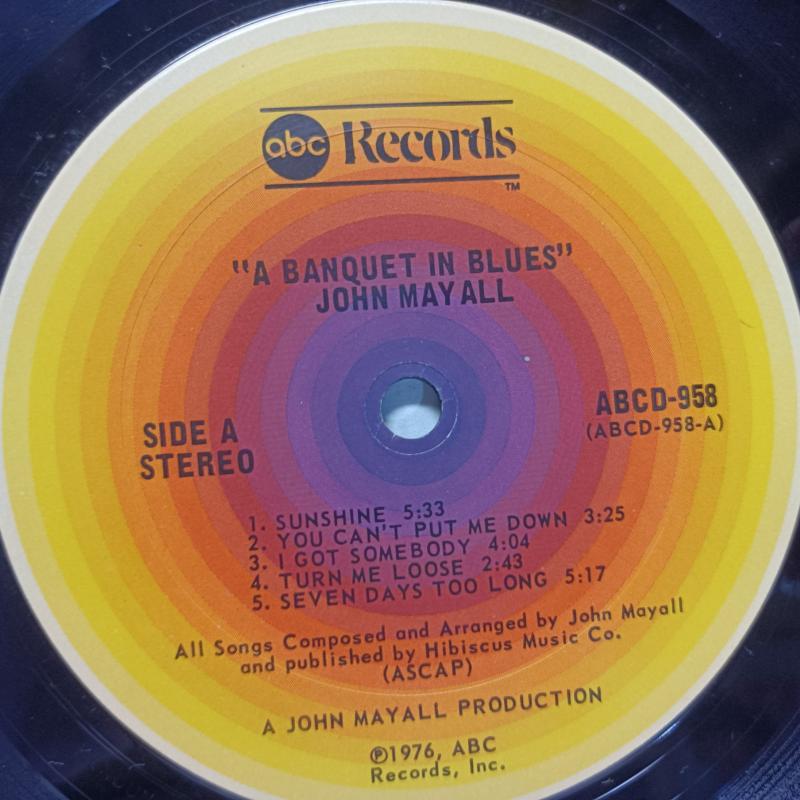 abc Records
TM
"A BANQUET IN BLUES"
JOHN MAYALL
SIDE A
STEREO
ABCD-958
(ABCD-958-A)
1. SUNSHINE 5:33
2. YOU CAN'T PUT ME DOWN 3:25
3. I GOT SOMEBODY 4:04
4. TURN ME LOOSE 2:43
5. SEVEN DAYS TOO LONG 5:17
All Songs Composed and Arranged by John Mayall
and published by Hibiscus Music Co.
(ASCAP)
A JOHN MAYALL PRODUCTION
℗1976, ABC
Records, Inc.